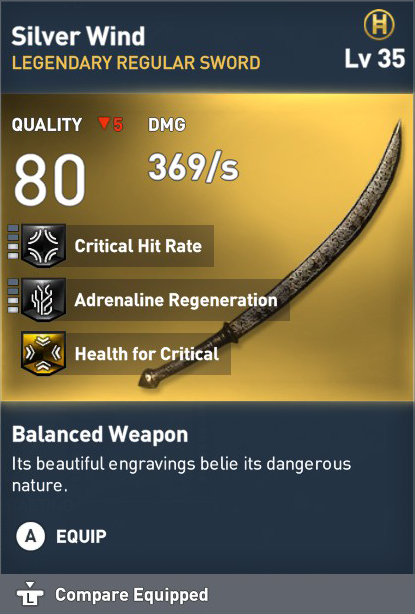 Silver Wind
LEGENDARY REGULAR SWORD
H
Lv 35
QUALITY ▼5 DMG
80 369/s
Critical Hit Rate
Adrenaline Regeneration
Health for Critical
Balanced Weapon
Its beautiful engravings belie its dangerous
nature.
A EQUIP
L Compare Equipped